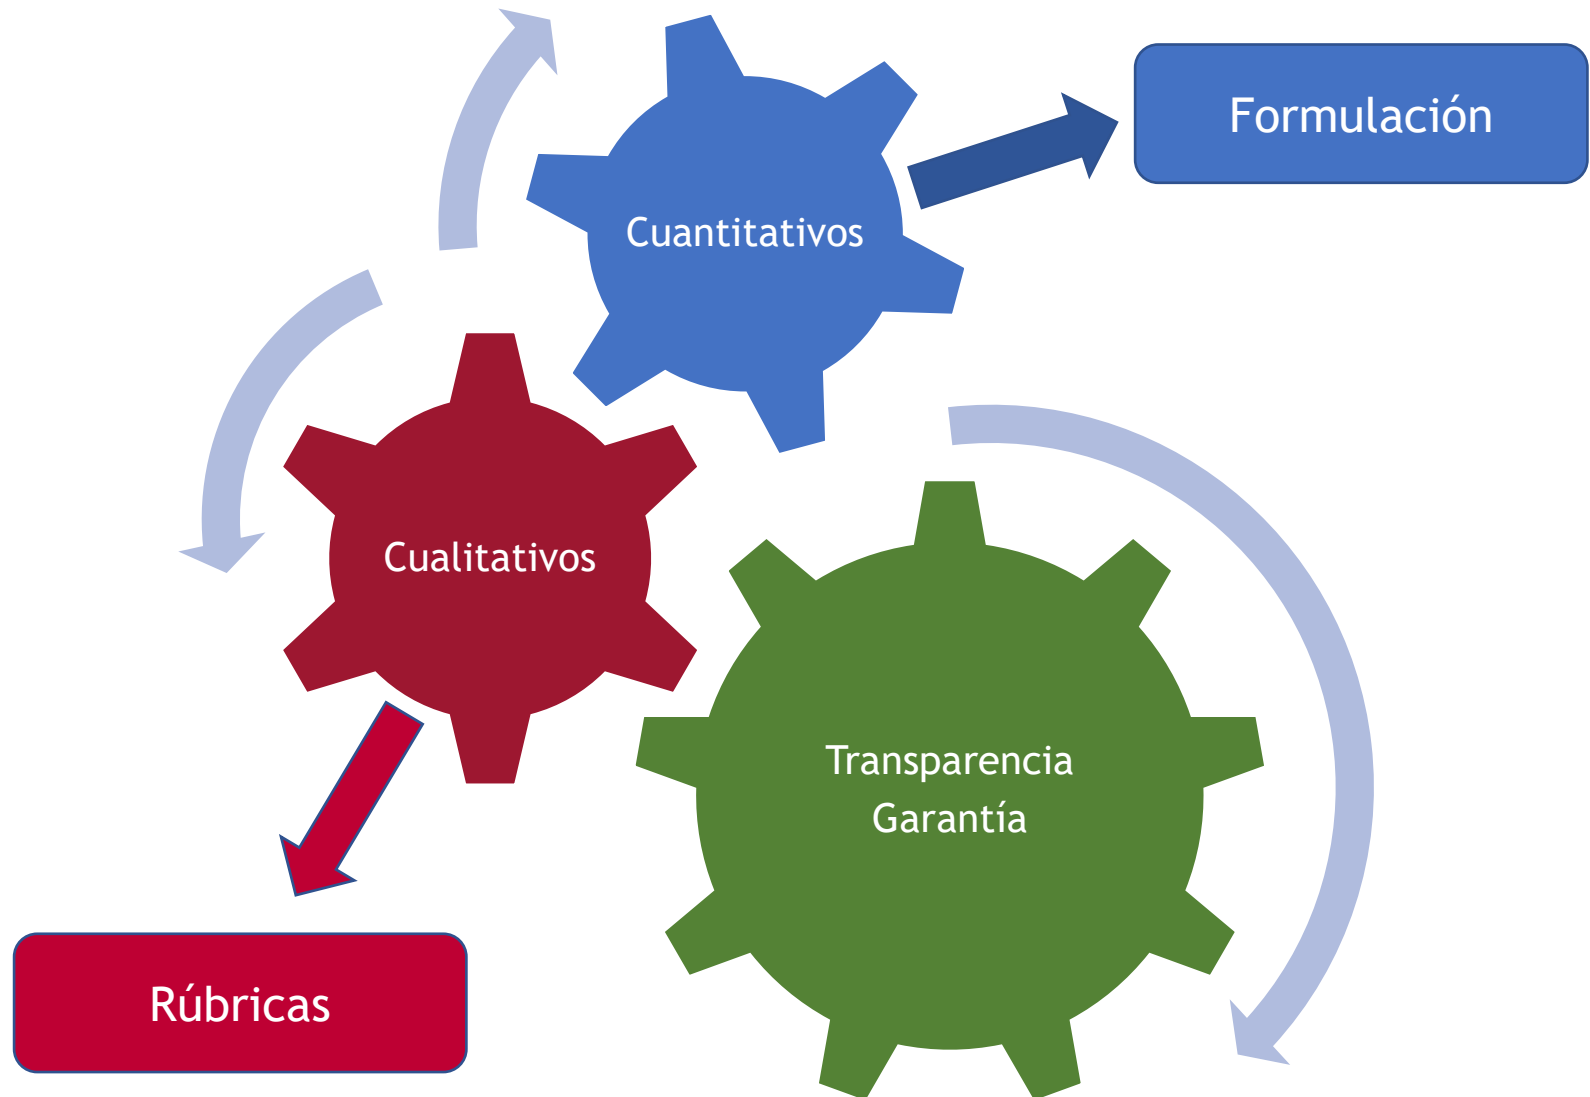 Formulación
Cuantitativos
Cualitativos
Transparencia
Garantía
Rúbricas